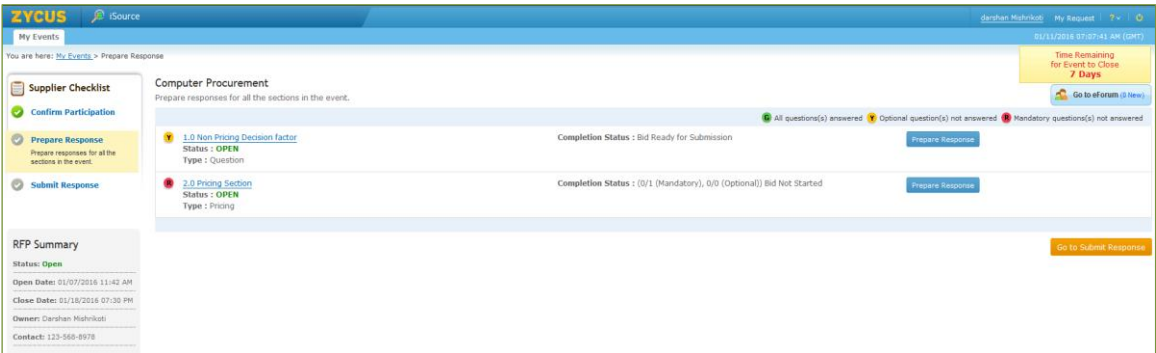 ZYCUS iSource darshan Mishrikoti My Request ?
My Events 01/11/2016 07:07:41 AM (GMT)
You are here: My Events > Prepare Response
Time Remaining
for Event to Close
7 Days
Go to eForum (0 New)
Supplier Checklist
Confirm Participation
Prepare Response
Prepare responses for all the
sections in the event.
Submit Response
Computer Procurement
Prepare responses for all the sections in the event.
G All questions(s) answered Y Optional question(s) not answered R Mandatory questions(s) not answered
Y 1.0 Non Pricing Decision factor Completion Status : Bid Ready for Submission Prepare Response
Status : OPEN
Type : Question
R 2.0 Pricing Section Completion Status : (0/1 (Mandatory), 0/0 (Optional)) Bid Not Started Prepare Response
Status : OPEN
Type : Pricing
Go to Submit Response
RFP Summary
Status: Open
Open Date: 01/07/2016 11:42 AM
Close Date: 01/18/2016 07:30 PM
Owner: Darshan Mishrikoti
Contact: 123-568-8978